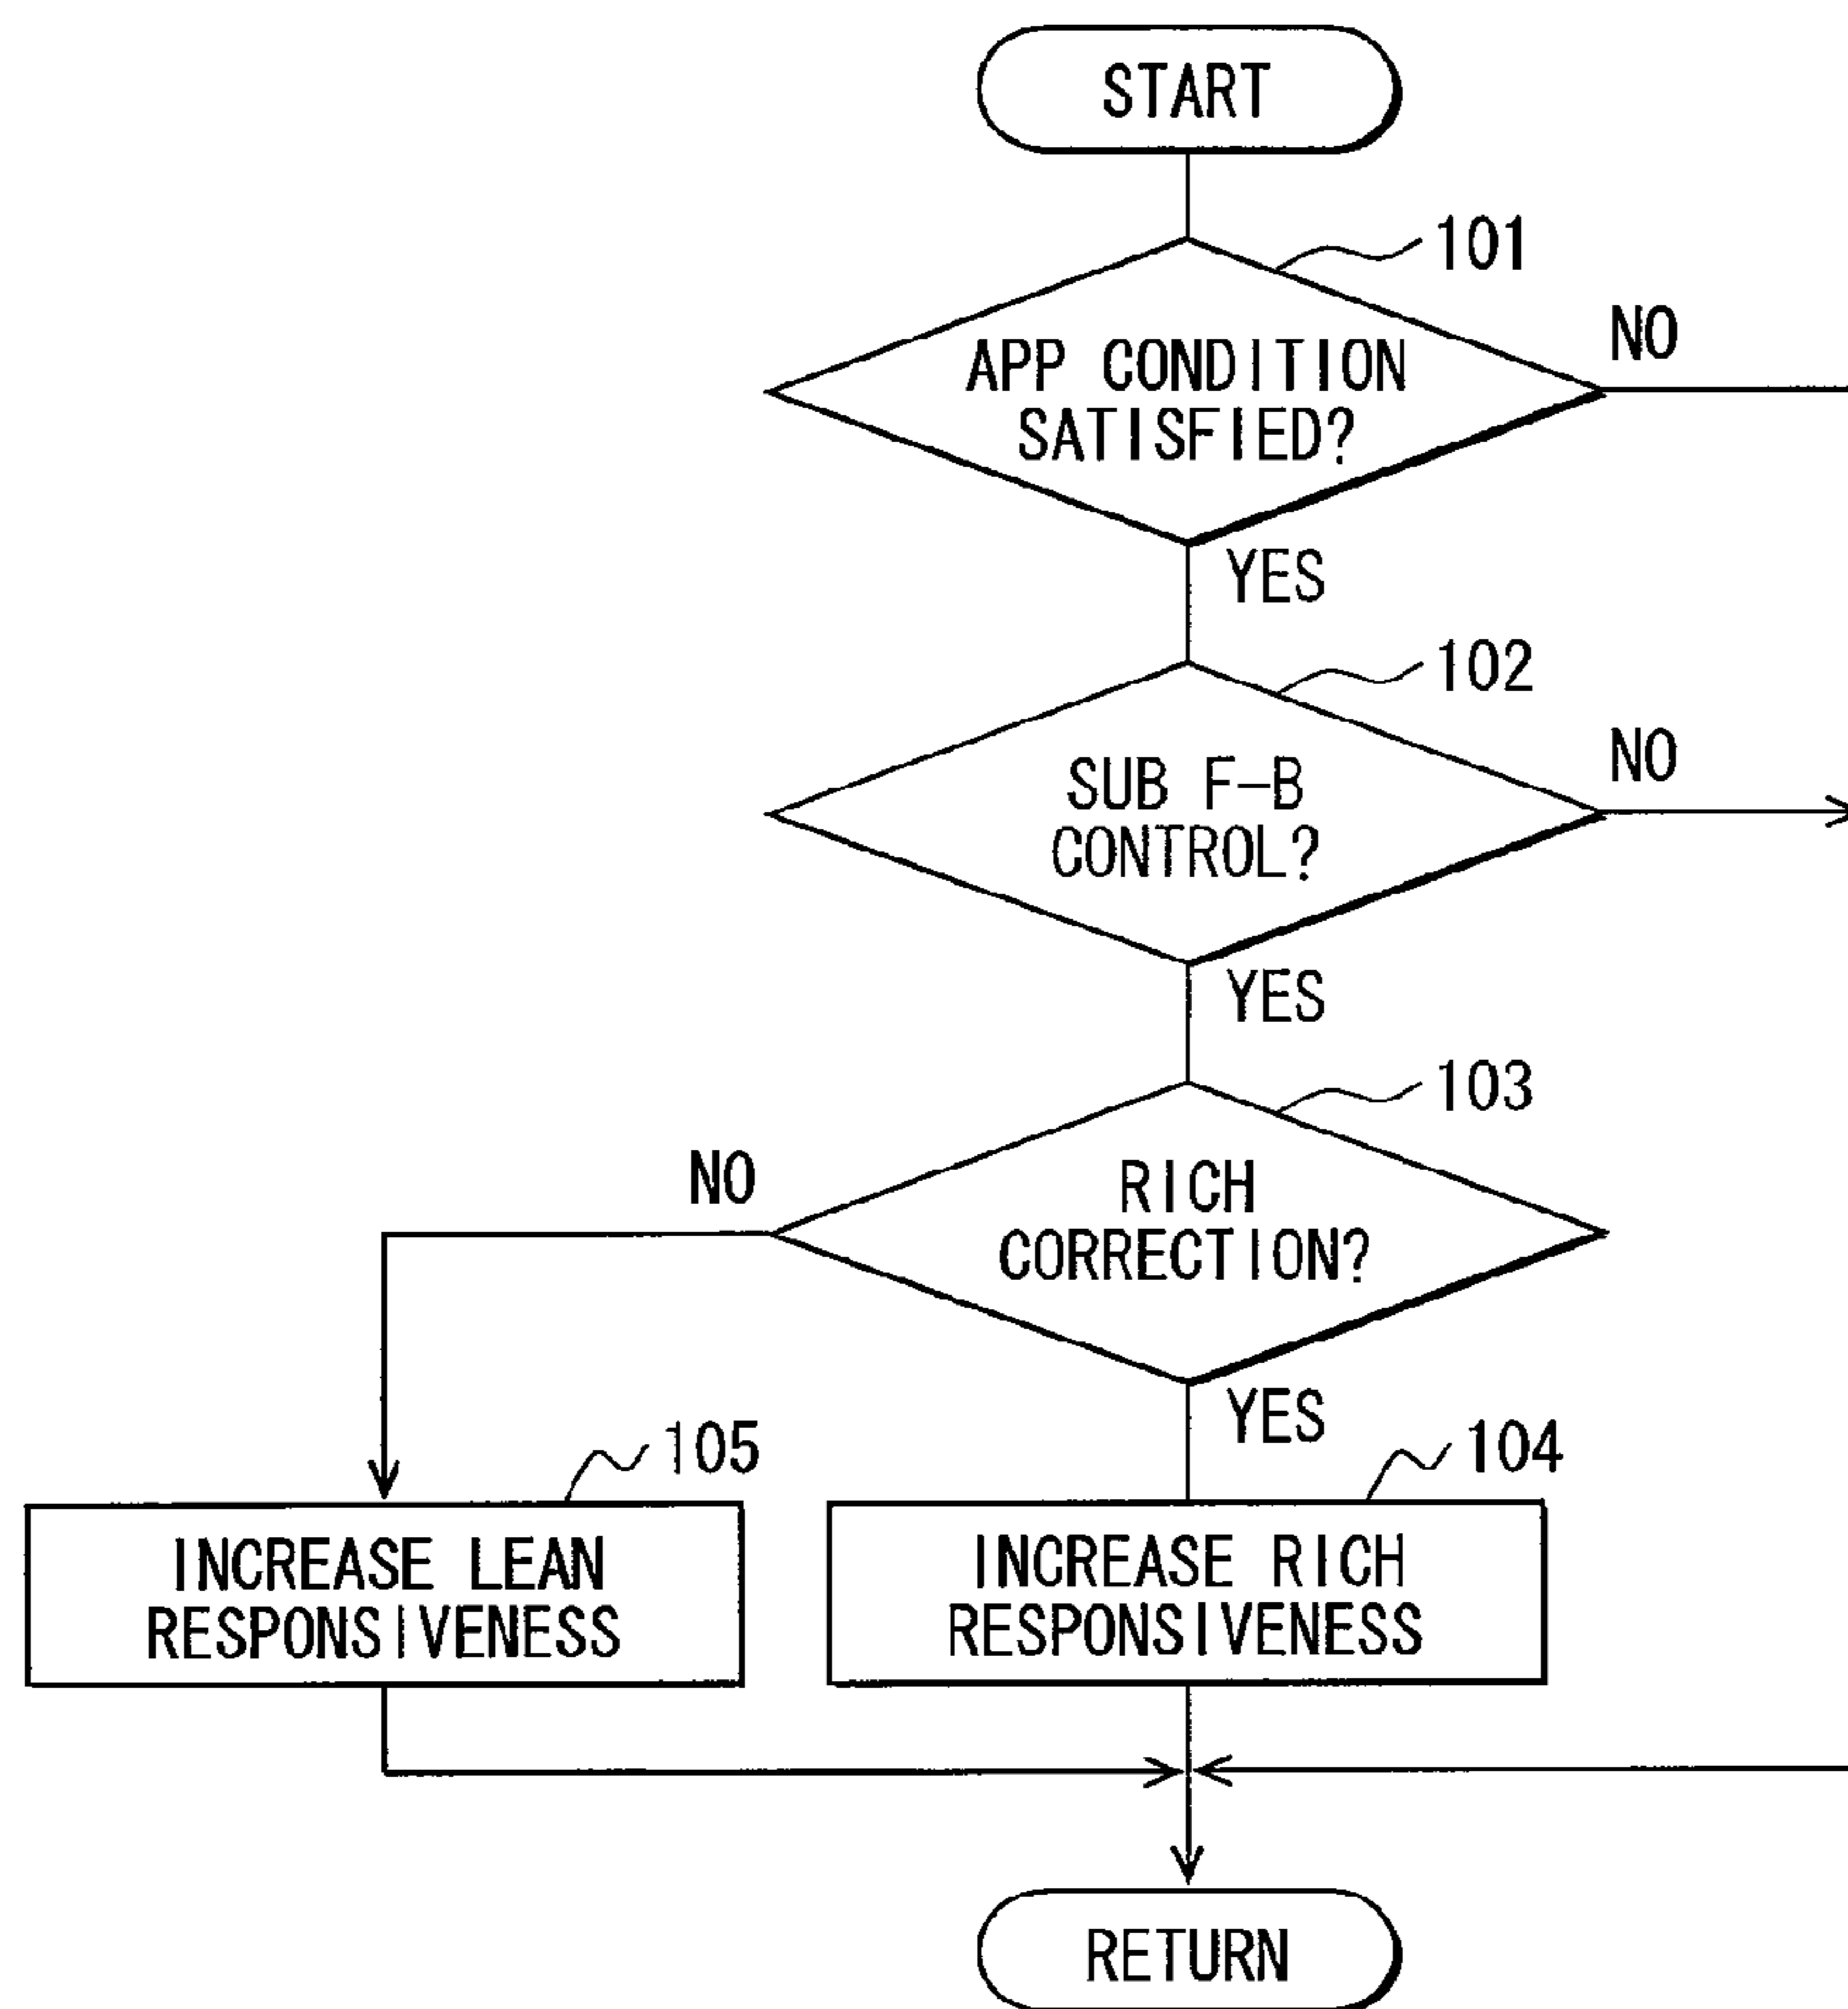 START
101
APP CONDITION
SATISFIED?
NO
YES
102
SUB F-B
CONTROL?
NO
YES
103
RICH
CORRECTION?
NO
YES
105
INCREASE LEAN
RESPONSIVENESS
104
INCREASE RICH
RESPONSIVENESS
RETURN